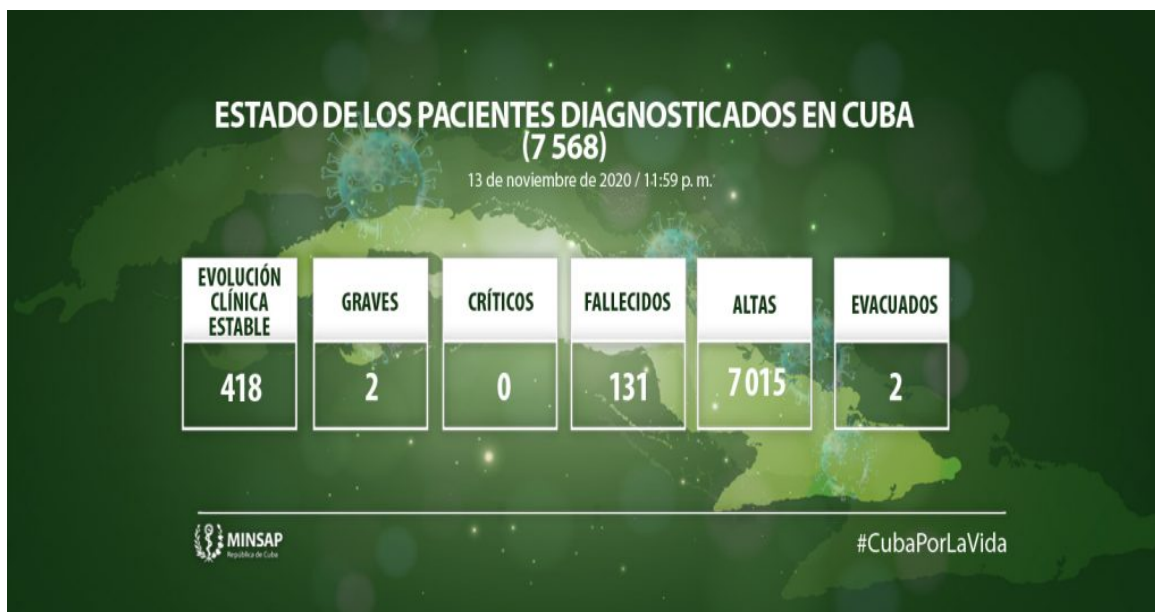 ESTADO DE LOS PACIENTES DIAGNOSTICADOS EN CUBA
(7 568)
13 de noviembre de 2020 / 11:59 p. m.
EVOLUCIÓN
CLÍNICA
ESTABLE
418
GRAVES
2
CRÍTICOS
0
FALLECIDOS
131
ALTAS
7 015
EVACUADOS
2
MINSAP
República de Cuba
#CubaPorLaVida